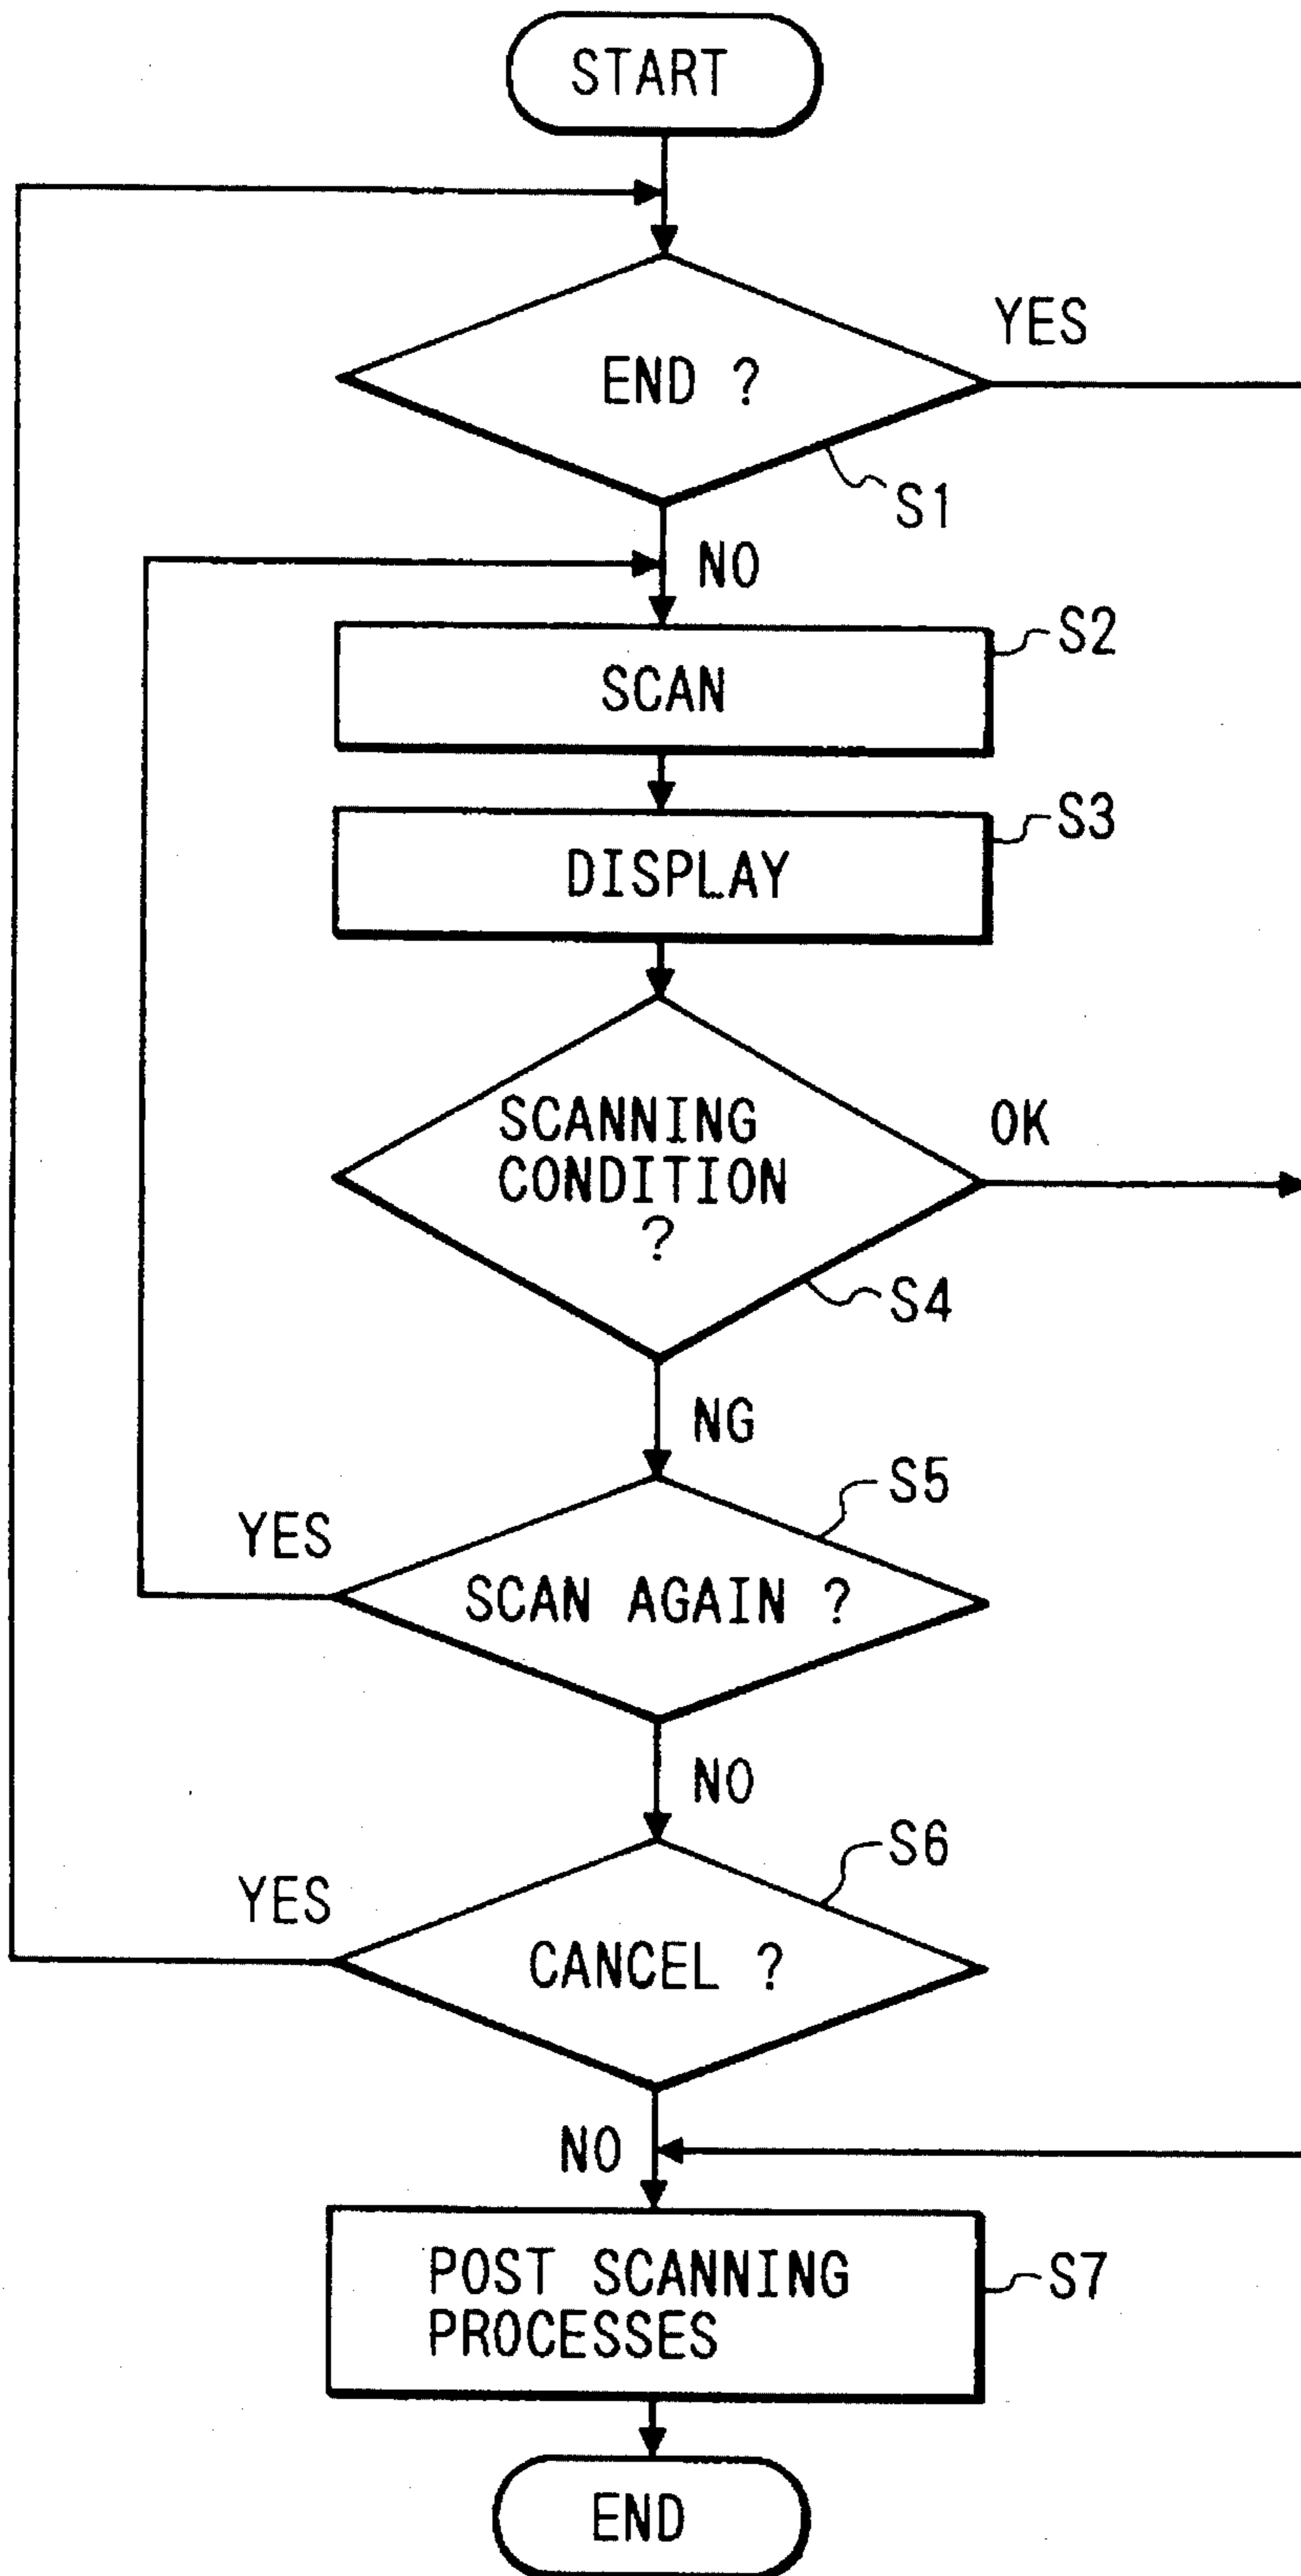 START
END ?
YES
S1
NO
S2
SCAN
S3
DISPLAY
SCANNING
CONDITION
?
OK
S4
NG
S5
YES
SCAN AGAIN ?
NO
S6
YES
CANCEL ?
NO
POST SCANNING
PROCESSES
S7
END